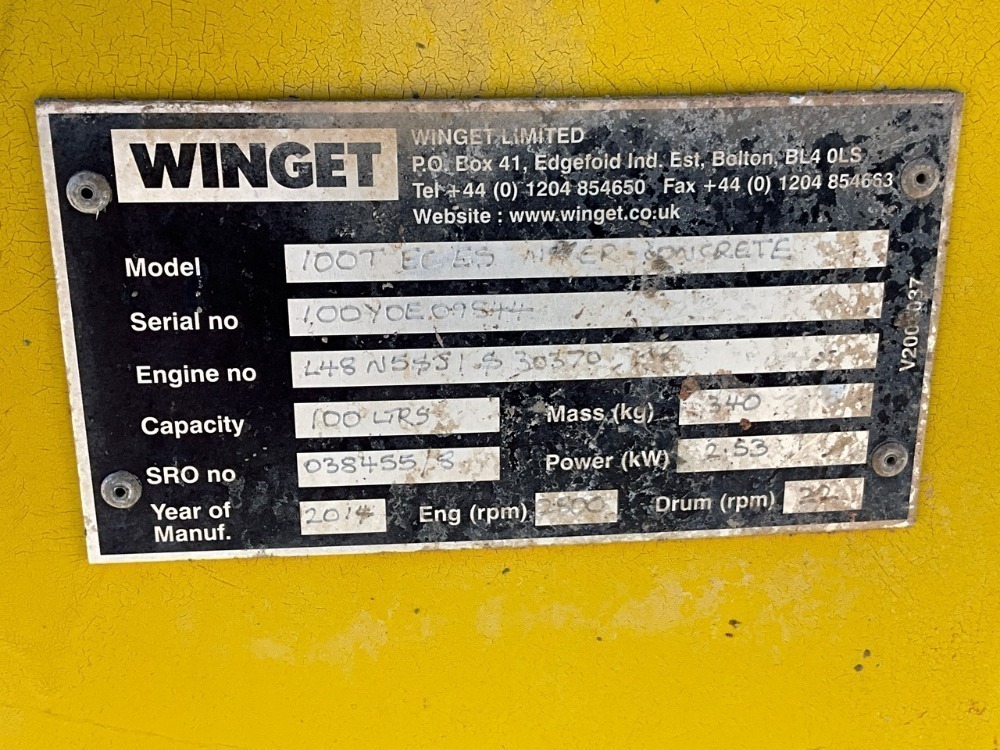 WINGET
WINGET LIMITED
P.O. Box 41, Edgefold Ind. Est, Bolton, BL4 0LS
Tel +44 (0) 1204 854650 Fax +44 (0) 1204 854663
Website : www.winget.co.uk
Model 100T MIXER CONCRETE
Serial no 100Y0E09844
Engine no
Capacity 100 LTRS Mass (kg) 340
SRO no 038455/8 Power (kW) 2.53
Year of Manuf. 2014 Eng (rpm) 2800 Drum (rpm) 22